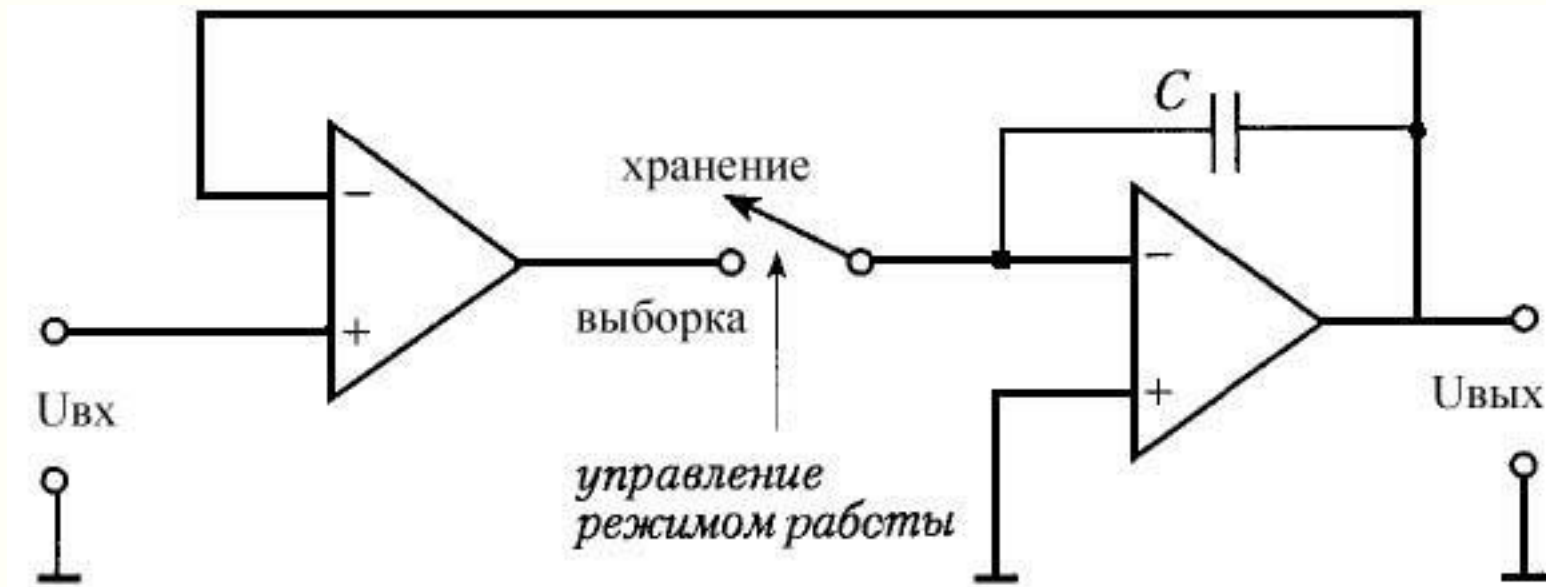 C
хранение
−
−
выборка
+
+
Uвх
Uвых
управление
режимом работы